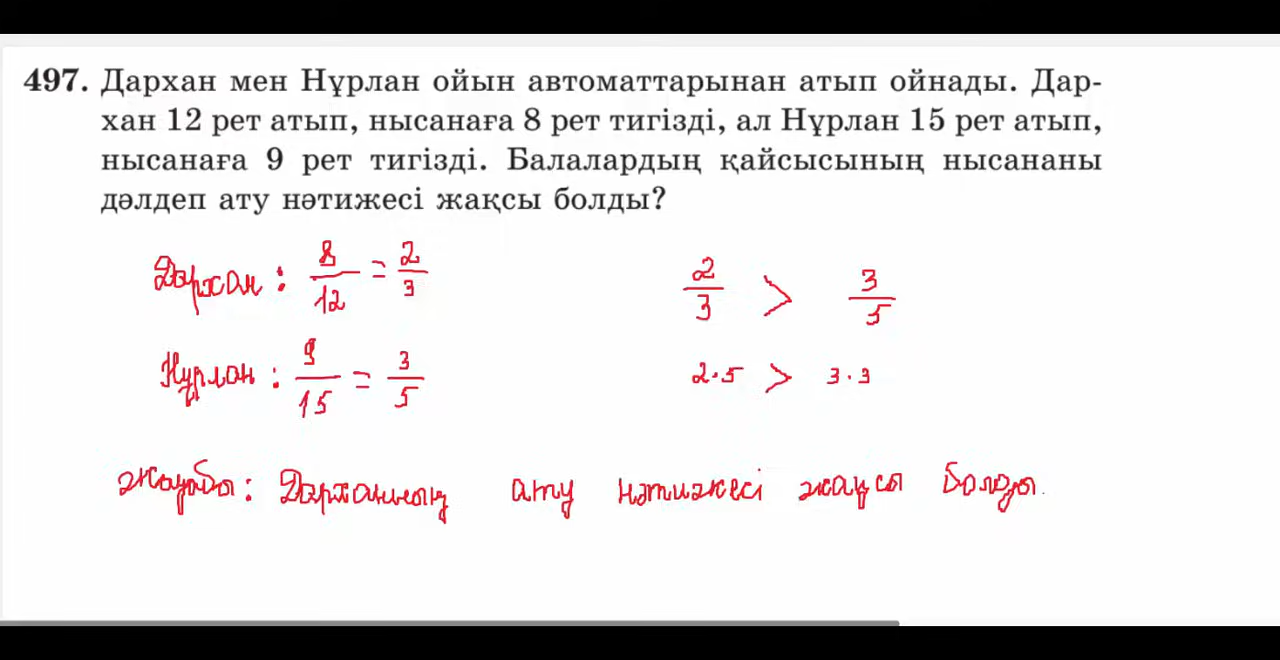 497. Дархан мен Нұрлан ойын автоматтарынан атып ойнады. Дар-
хан 12 рет атып, нысанаға 8 рет тигізді, ал Нұрлан 15 рет атып,
нысанаға 9 рет тигізді. Балалардың қайсысының нысананы
дәлдеп ату нәтижесі жақсы болды?
Дархан : 8/12 = 2/3
2/3 > 3/5
Нұрлан : 9/15 = 3/5
2·5 > 3·3
Жауабы: Дарханның ату нәтижесі жақсы болды.